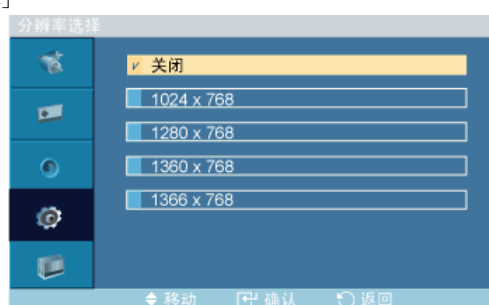 分辨率选择
关闭
1024 x 768
1280 x 768
1360 x 768
1366 x 768
移动 确认 返回